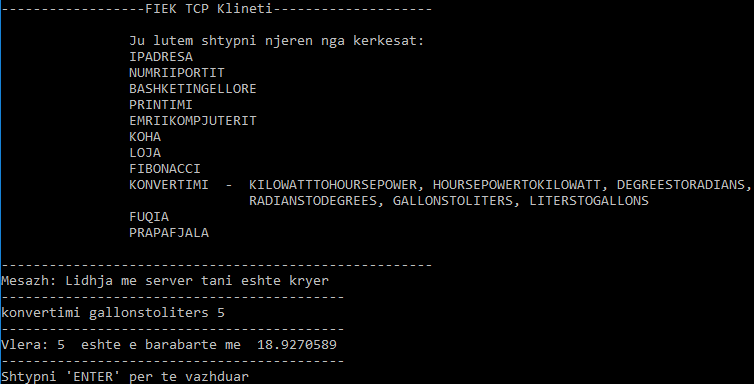 ------------------FIEK TCP Klineti--------------------
Ju lutem shtypni njeren nga kerkesat:
IPADRESA
NUMRIIPORTIT
BASHKETINGELLORE
PRINTIMI
EMRIIKOMPJUTERIT
KOHA
LOJA
FIBONACCI
KONVERTIMI  -  KILOWATTTOHOURSEPOWER, HOURSEPOWERTOKILOWATT, DEGREESTORADIANS,
RADIANSTODEGREES, GALLONSTOLITERS, LITERSTOGALLONS
FUQIA
PRAPAFJALA
------------------------------------------------------
Mesazh: Lidhja me server tani eshte kryer
-------------------------------------------
konvertimi gallonstoliters 5
-------------------------------------------
Vlera: 5  eshte e barabarte me  18.9270589
-------------------------------------------
Shtypni 'ENTER' per te vazhduar